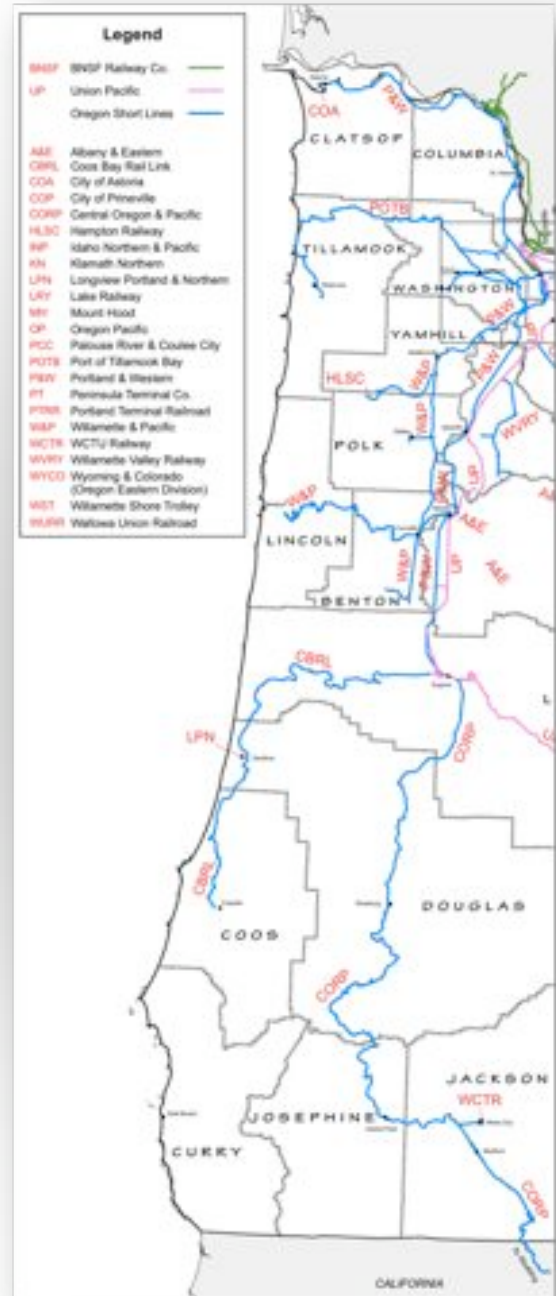 Legend
BNSF BNSF Railway Co.
UP Union Pacific
Oregon Short Lines
A&E Albany & Eastern
CBRL Coos Bay Rail Link
COA City of Astoria
COP City of Prineville
CORP Central Oregon & Pacific
HLSC Hampton Railway
INP Idaho Northern & Pacific
KN Klamath Northern
LPN Longview Portland & Northern
LRY Lake Railway
MH Mount Hood
OP Oregon Pacific
PCC Palouse River & Coulee City
POTB Port of Tillamook Bay
P&W Portland & Western
PT Peninsula Terminal Co.
PTRR Portland Terminal Railroad
W&P Willamette & Pacific
WCTR WCTU Railway
WVRY Willamette Valley Railway
WYCO Wyoming & Colorado
(Oregon Eastern Division)
WST Willamette Shore Trolley
WURR Wallowa Union Railroad
P&W
COA
CLATSOP
COLUMBIA
POTB
TILLAMOOK
WASHINGTON
P&W
YAMHILL
P&W
HLSC
W&P
W&P
WVRY
POLK
UP
W&P
A&E
LINCOLN
W&P
UP
A&E
BENTON
CBRL
LPN
CORP
CBRL
DOUGLAS
COOS
CORP
JACKSON
WCTR
JOSEPHINE
CURRY
CORP
CALIFORNIA